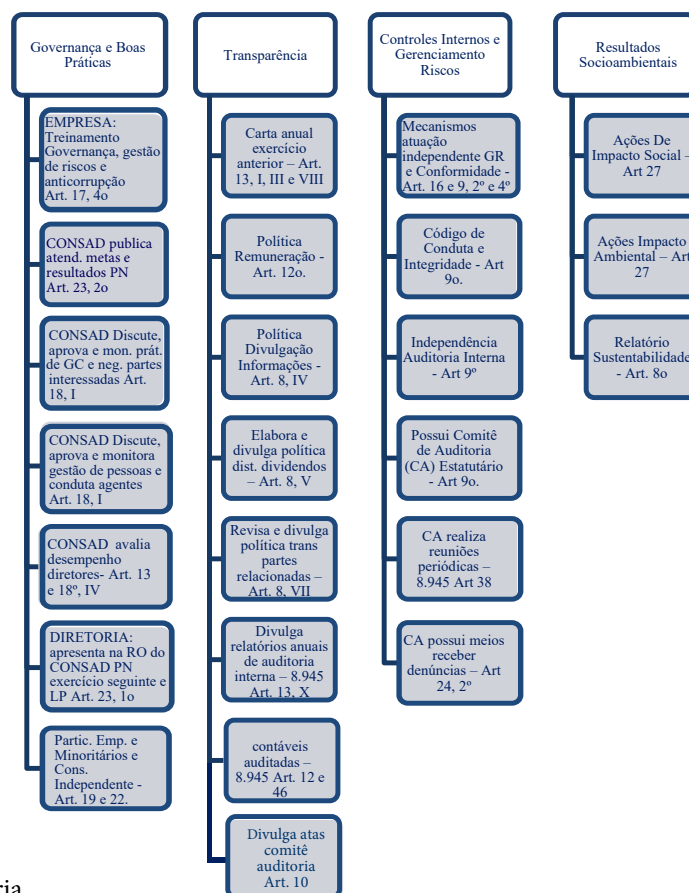 Governança e Boas
Práticas
EMPRESA:
Treinamento
Governança, gestão
de riscos e
anticorrupção
Art. 17, 4o
CONSAD publica
atend. metas e
resultados PN
Art. 23, 2o
CONSAD Discute,
aprova e mon. prát.
de GC e neg. partes
interessadas Art.
18, I
CONSAD Discute,
aprova e monitora
gestão de pessoas e
conduta agentes
Art. 18, I
CONSAD avalia
desempenho
diretores- Art. 13
e 18º, IV
DIRETORIA:
apresenta na RO do
CONSAD PN
exercício seguinte e
LP Art. 23, 1o
Partic. Emp. e
Minoritários e
Cons.
Independente -
Art. 19 e 22.
Transparência
Carta anual
exercício
anterior – Art.
13, I, III e VIII
Política
Remuneração -
Art. 12o.
Política
Divulgação
Informações -
Art. 8, IV
Elabora e
divulga política
dist. dividendos
– Art. 8, V
Revisa e divulga
política trans
partes
relacionadas –
Art. 8, VII
Divulga
relatórios anuais
de auditoria
interna – 8.945
Art. 13, X
contáveis
auditadas –
8.945 Art. 12 e
46
Divulga atas
comitê
auditoria
Art. 10
Controles Internos e
Gerenciamento
Riscos
Mecanismos
atuação
independente GR
e Conformidade -
Art. 16 e 9, 2º e 4º
Código de
Conduta e
Integridade - Art
9o.
Independência
Auditoria Interna
- Art 9º
Possui Comitê
de Auditoria
(CA) Estatutário
- Art 9o.
CA realiza
reuniões
periódicas –
8.945 Art 38
CA possui meios
receber
denúncias – Art
24, 2º
Resultados
Socioambientais
Ações De
Impacto Social –
Art 27
Ações Impacto
Ambiental – Art
27
Relatório
Sustentabilidade
- Art. 8o
ria